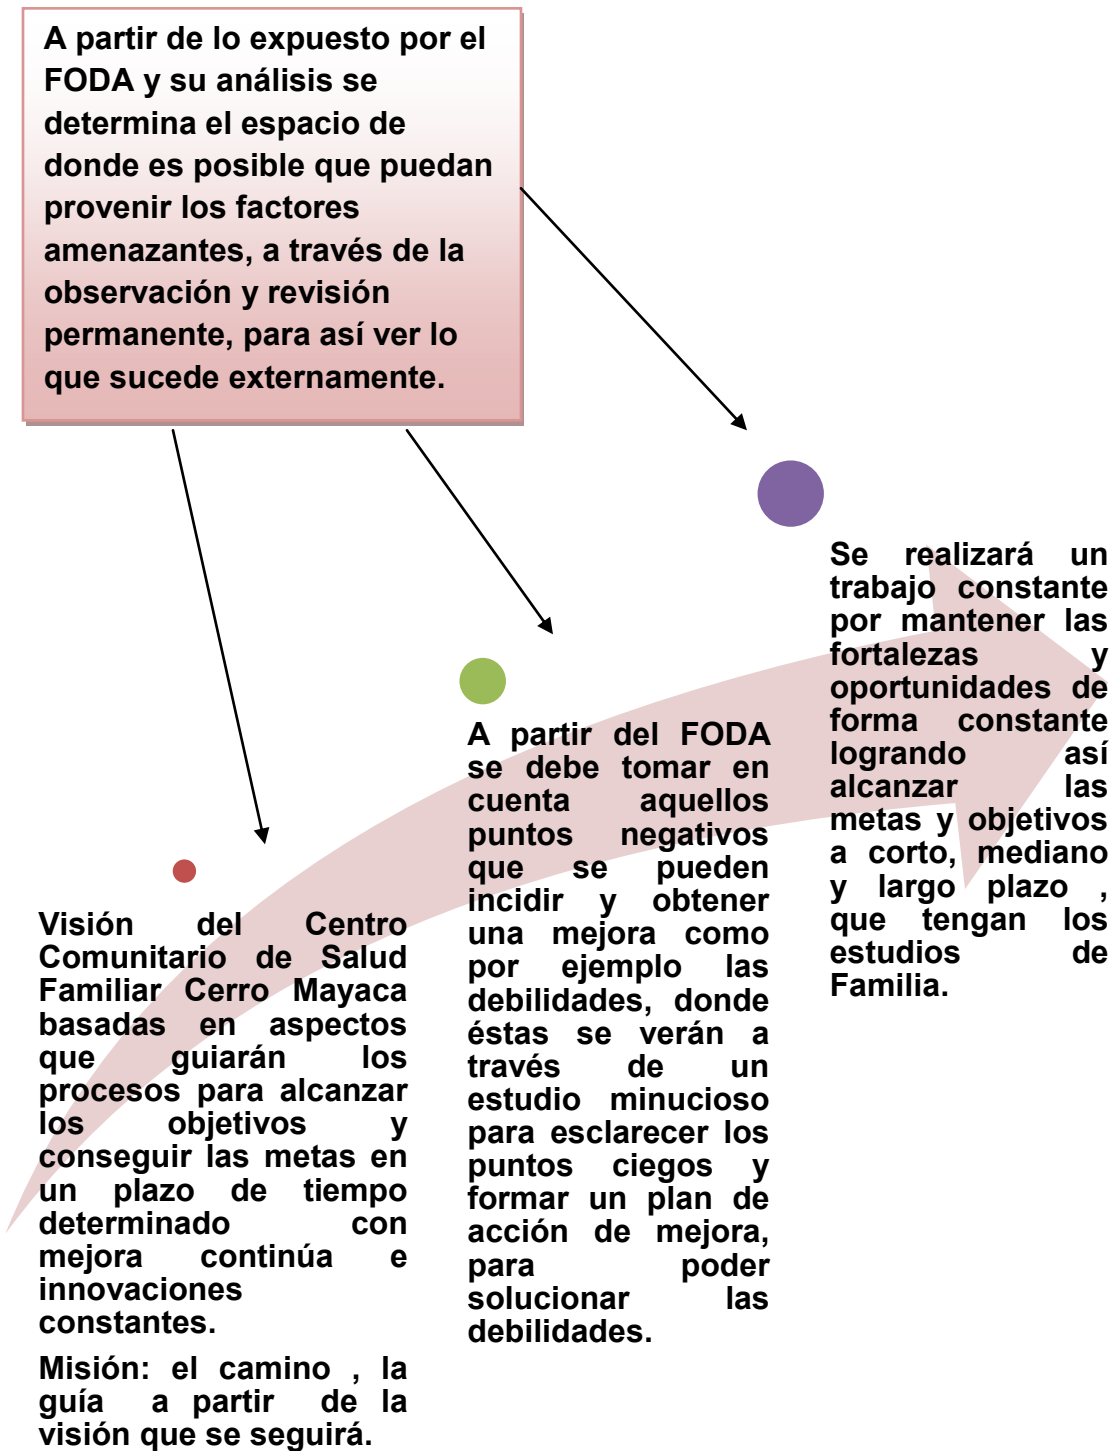 A partir de lo expuesto por el
FODA y su análisis se
determina el espacio de
donde es posible que puedan
provenir los factores
amenazantes, a través de la
observación y revisión
permanente, para así ver lo
que sucede externamente.
Visión del Centro
Comunitario de Salud
Familiar Cerro Mayaca
basadas en aspectos
que guiarán los
procesos para alcanzar
los objetivos y
conseguir las metas en
un plazo de tiempo
determinado con
mejora continúa e
innovaciones
constantes.
Misión: el camino , la
guía a partir de la
visión que se seguirá.
A partir del FODA
se debe tomar en
cuenta aquellos
puntos negativos
que se pueden
incidir y obtener
una mejora como
por ejemplo las
debilidades, donde
éstas se verán a
través de un
estudio minucioso
para esclarecer los
puntos ciegos y
formar un plan de
acción de mejora,
para poder
solucionar las
debilidades.
Se realizará un
trabajo constante
por mantener las
fortalezas y
oportunidades de
forma constante
logrando así
alcanzar las
metas y objetivos
a corto, mediano
y largo plazo ,
que tengan los
estudios de
Familia.